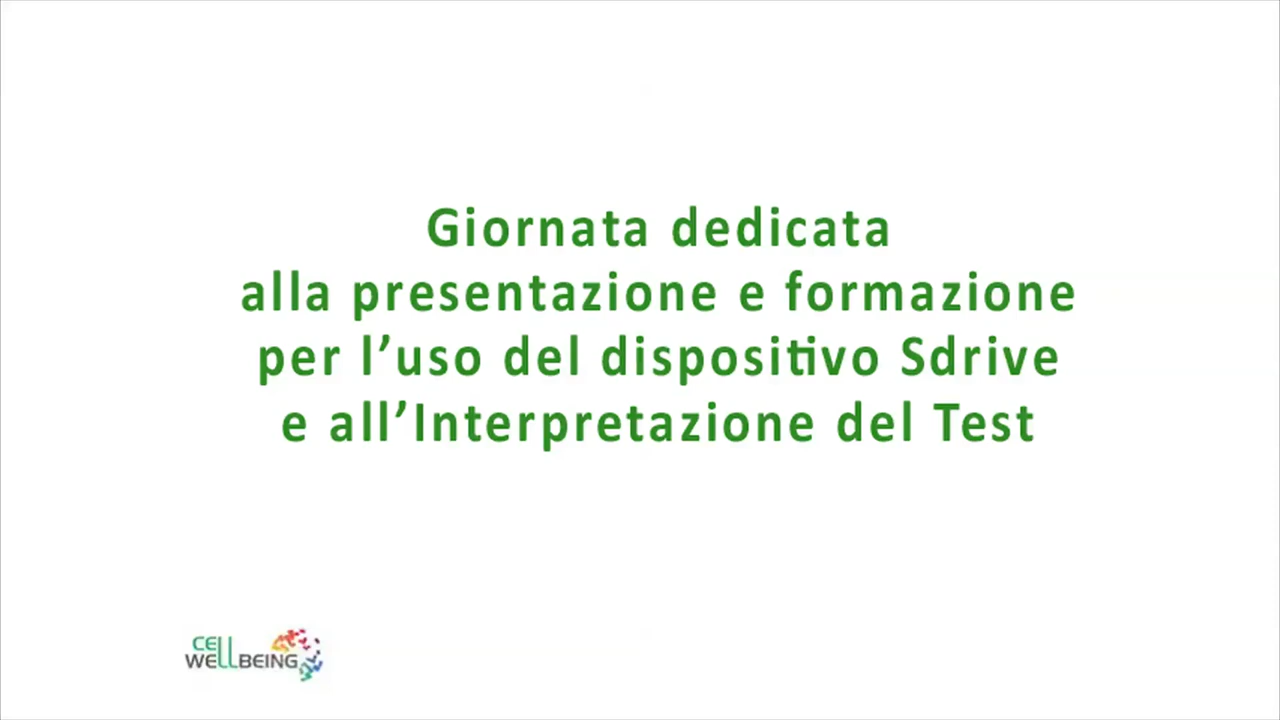 Giornata dedicata
alla presentazione e formazione
per l’uso del dispositivo Sdrive
e all’Interpretazione del Test
CELL
WELLBEING